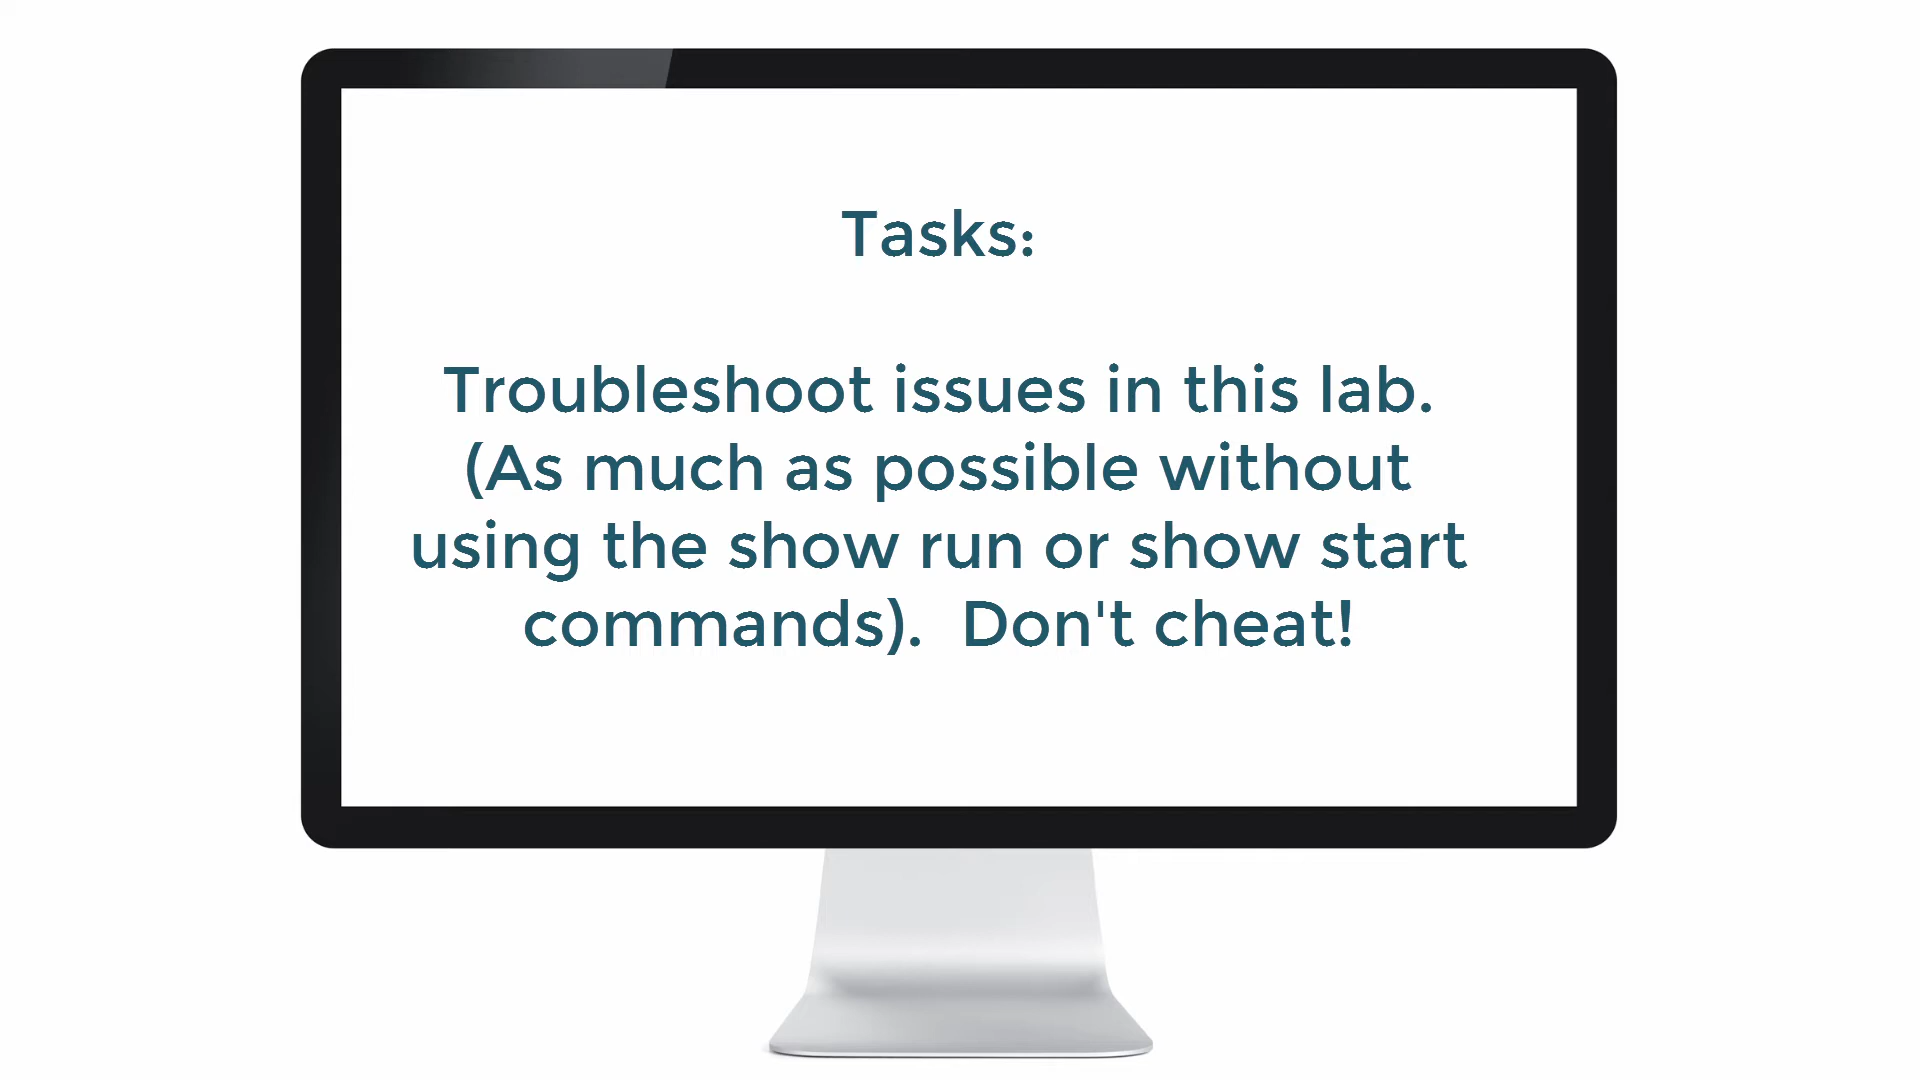 Tasks:
Troubleshoot issues in this lab.
(As much as possible without
using the show run or show start
commands).  Don't cheat!